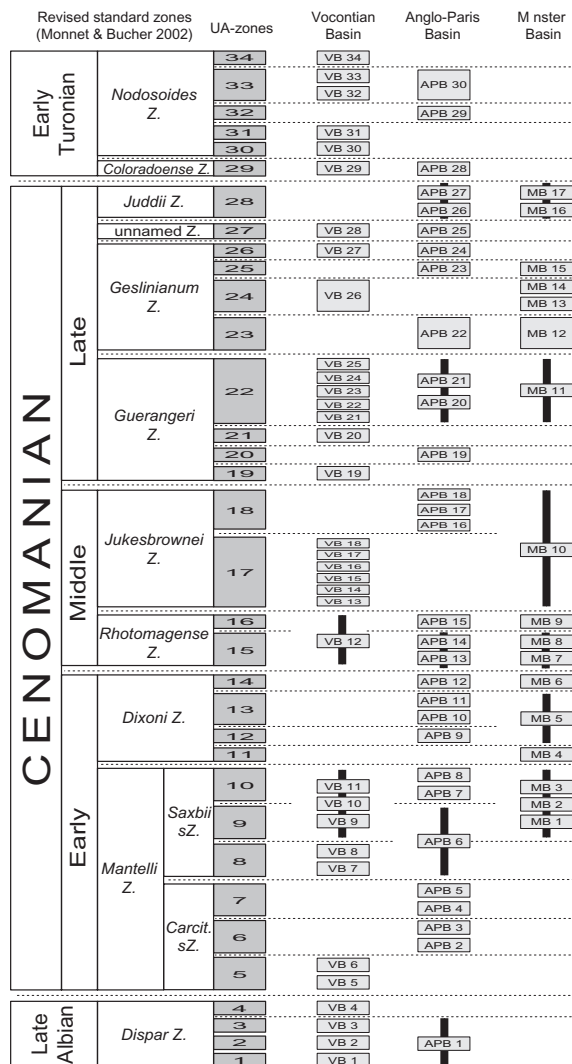 Revised standard zones
(Monnet & Bucher 2002)
UA-zones
Vocontian
Basin
Anglo-Paris
Basin
M nster
Basin
Early
Turonian
Nodosoides
Z.
34 VB 34
33 VB 33 APB 30
VB 32
32 APB 29
31 VB 31
30 VB 30
Coloradoense Z. 29 VB 29 APB 28
CENOMANIAN
Late
Juddii Z. 28 APB 27 MB 17
APB 26 MB 16
unnamed Z. 27 VB 28 APB 25
Geslinianum
Z.
26 VB 27 APB 24
25 APB 23 MB 15
24 VB 26 MB 14
MB 13
23 APB 22 MB 12
Guerangeri
Z.
22 VB 25
VB 24 APB 21
VB 23 MB 11
VB 22 APB 20
VB 21
21 VB 20
20 APB 19
19 VB 19
Middle
Jukesbrownei
Z.
18 APB 18
APB 17
APB 16
17 VB 18 MB 10
VB 17
VB 16
VB 15
VB 14
VB 13
Rhotomagense
Z.
16 APB 15 MB 9
15 VB 12 APB 14 MB 8
APB 13 MB 7
Early
Dixoni Z.
14 APB 12 MB 6
13 APB 11 MB 5
APB 10
12 APB 9
11 MB 4
Mantelli
Z.
Saxbii
sZ.
10 VB 11 APB 8 MB 3
APB 7
VB 10 MB 2
9 VB 9 MB 1
APB 6
8 VB 8
VB 7
Carcit.
sZ.
7 APB 5
APB 4
6 APB 3
APB 2
5 VB 6
VB 5
Late
Albian
Dispar Z.
4 VB 4
3 VB 3
2 VB 2 APB 1
1 VB 1